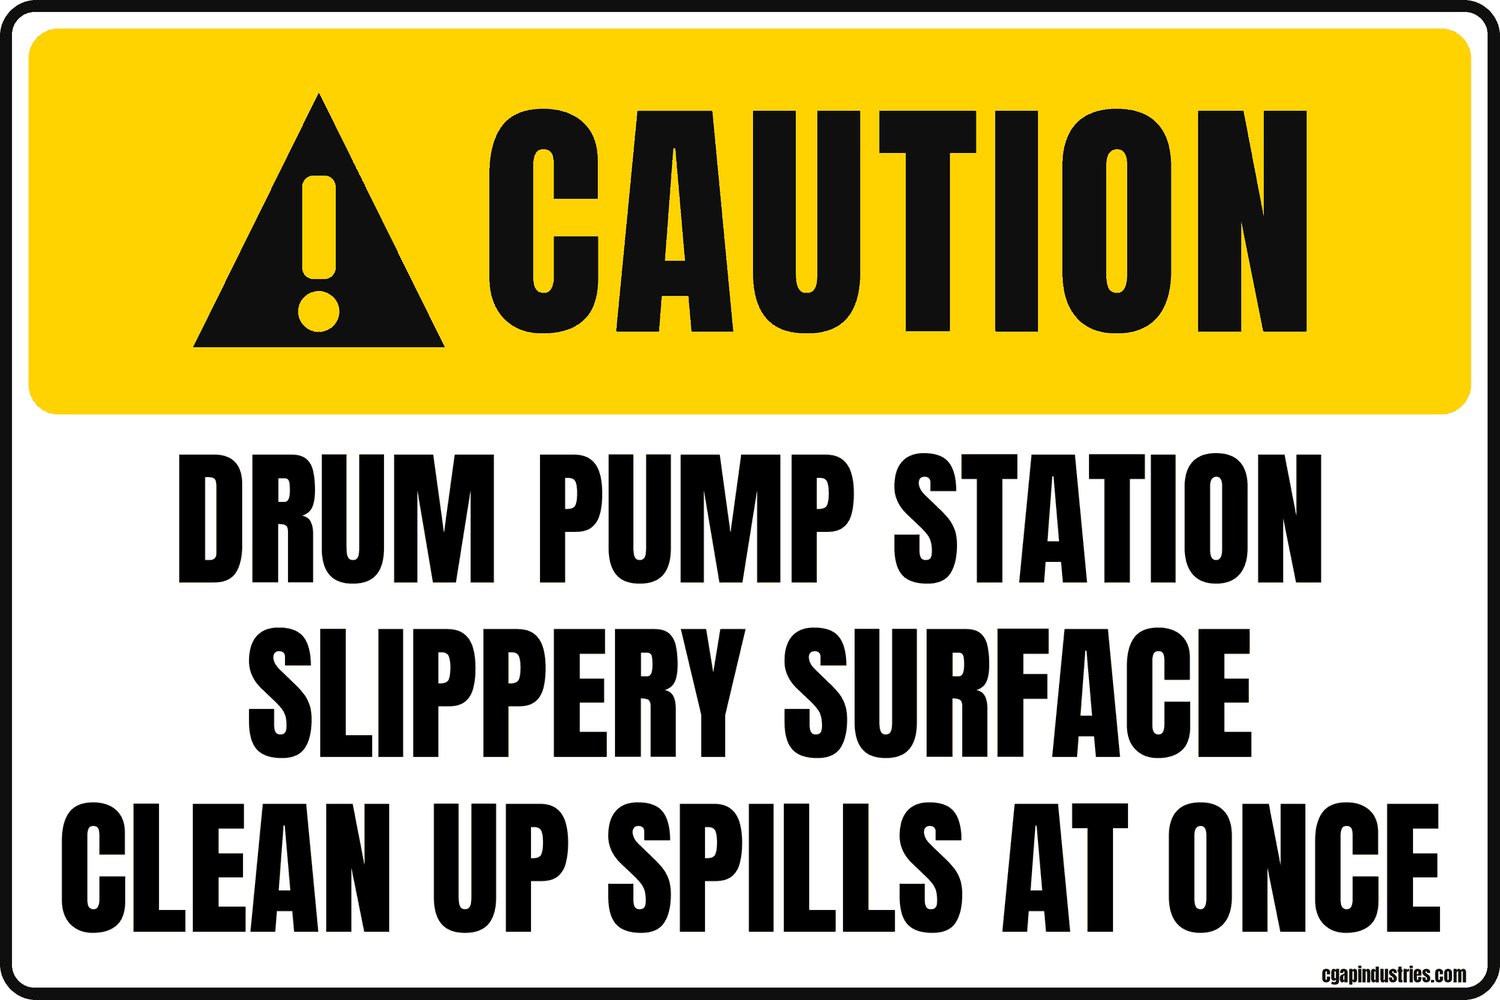 CAUTION
DRUM PUMP STATION
SLIPPERY SURFACE
CLEAN UP SPILLS AT ONCE
cgapindustries.com